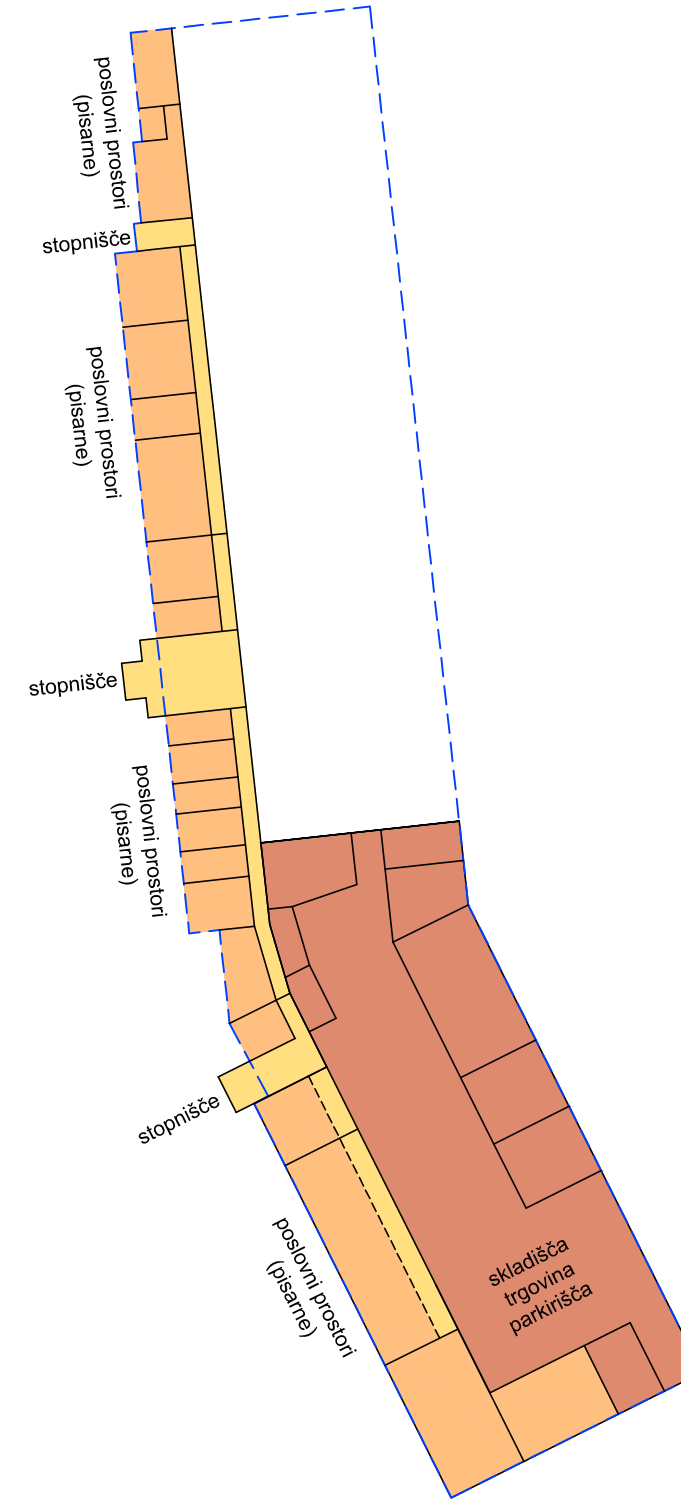 poslovni prostori
(pisarne)
stopnišče
poslovni prostori
(pisarne)
stopnišče
poslovni prostori
(pisarne)
stopnišče
poslovni prostori
(pisarne)
skladišča
trgovina
parkirišča